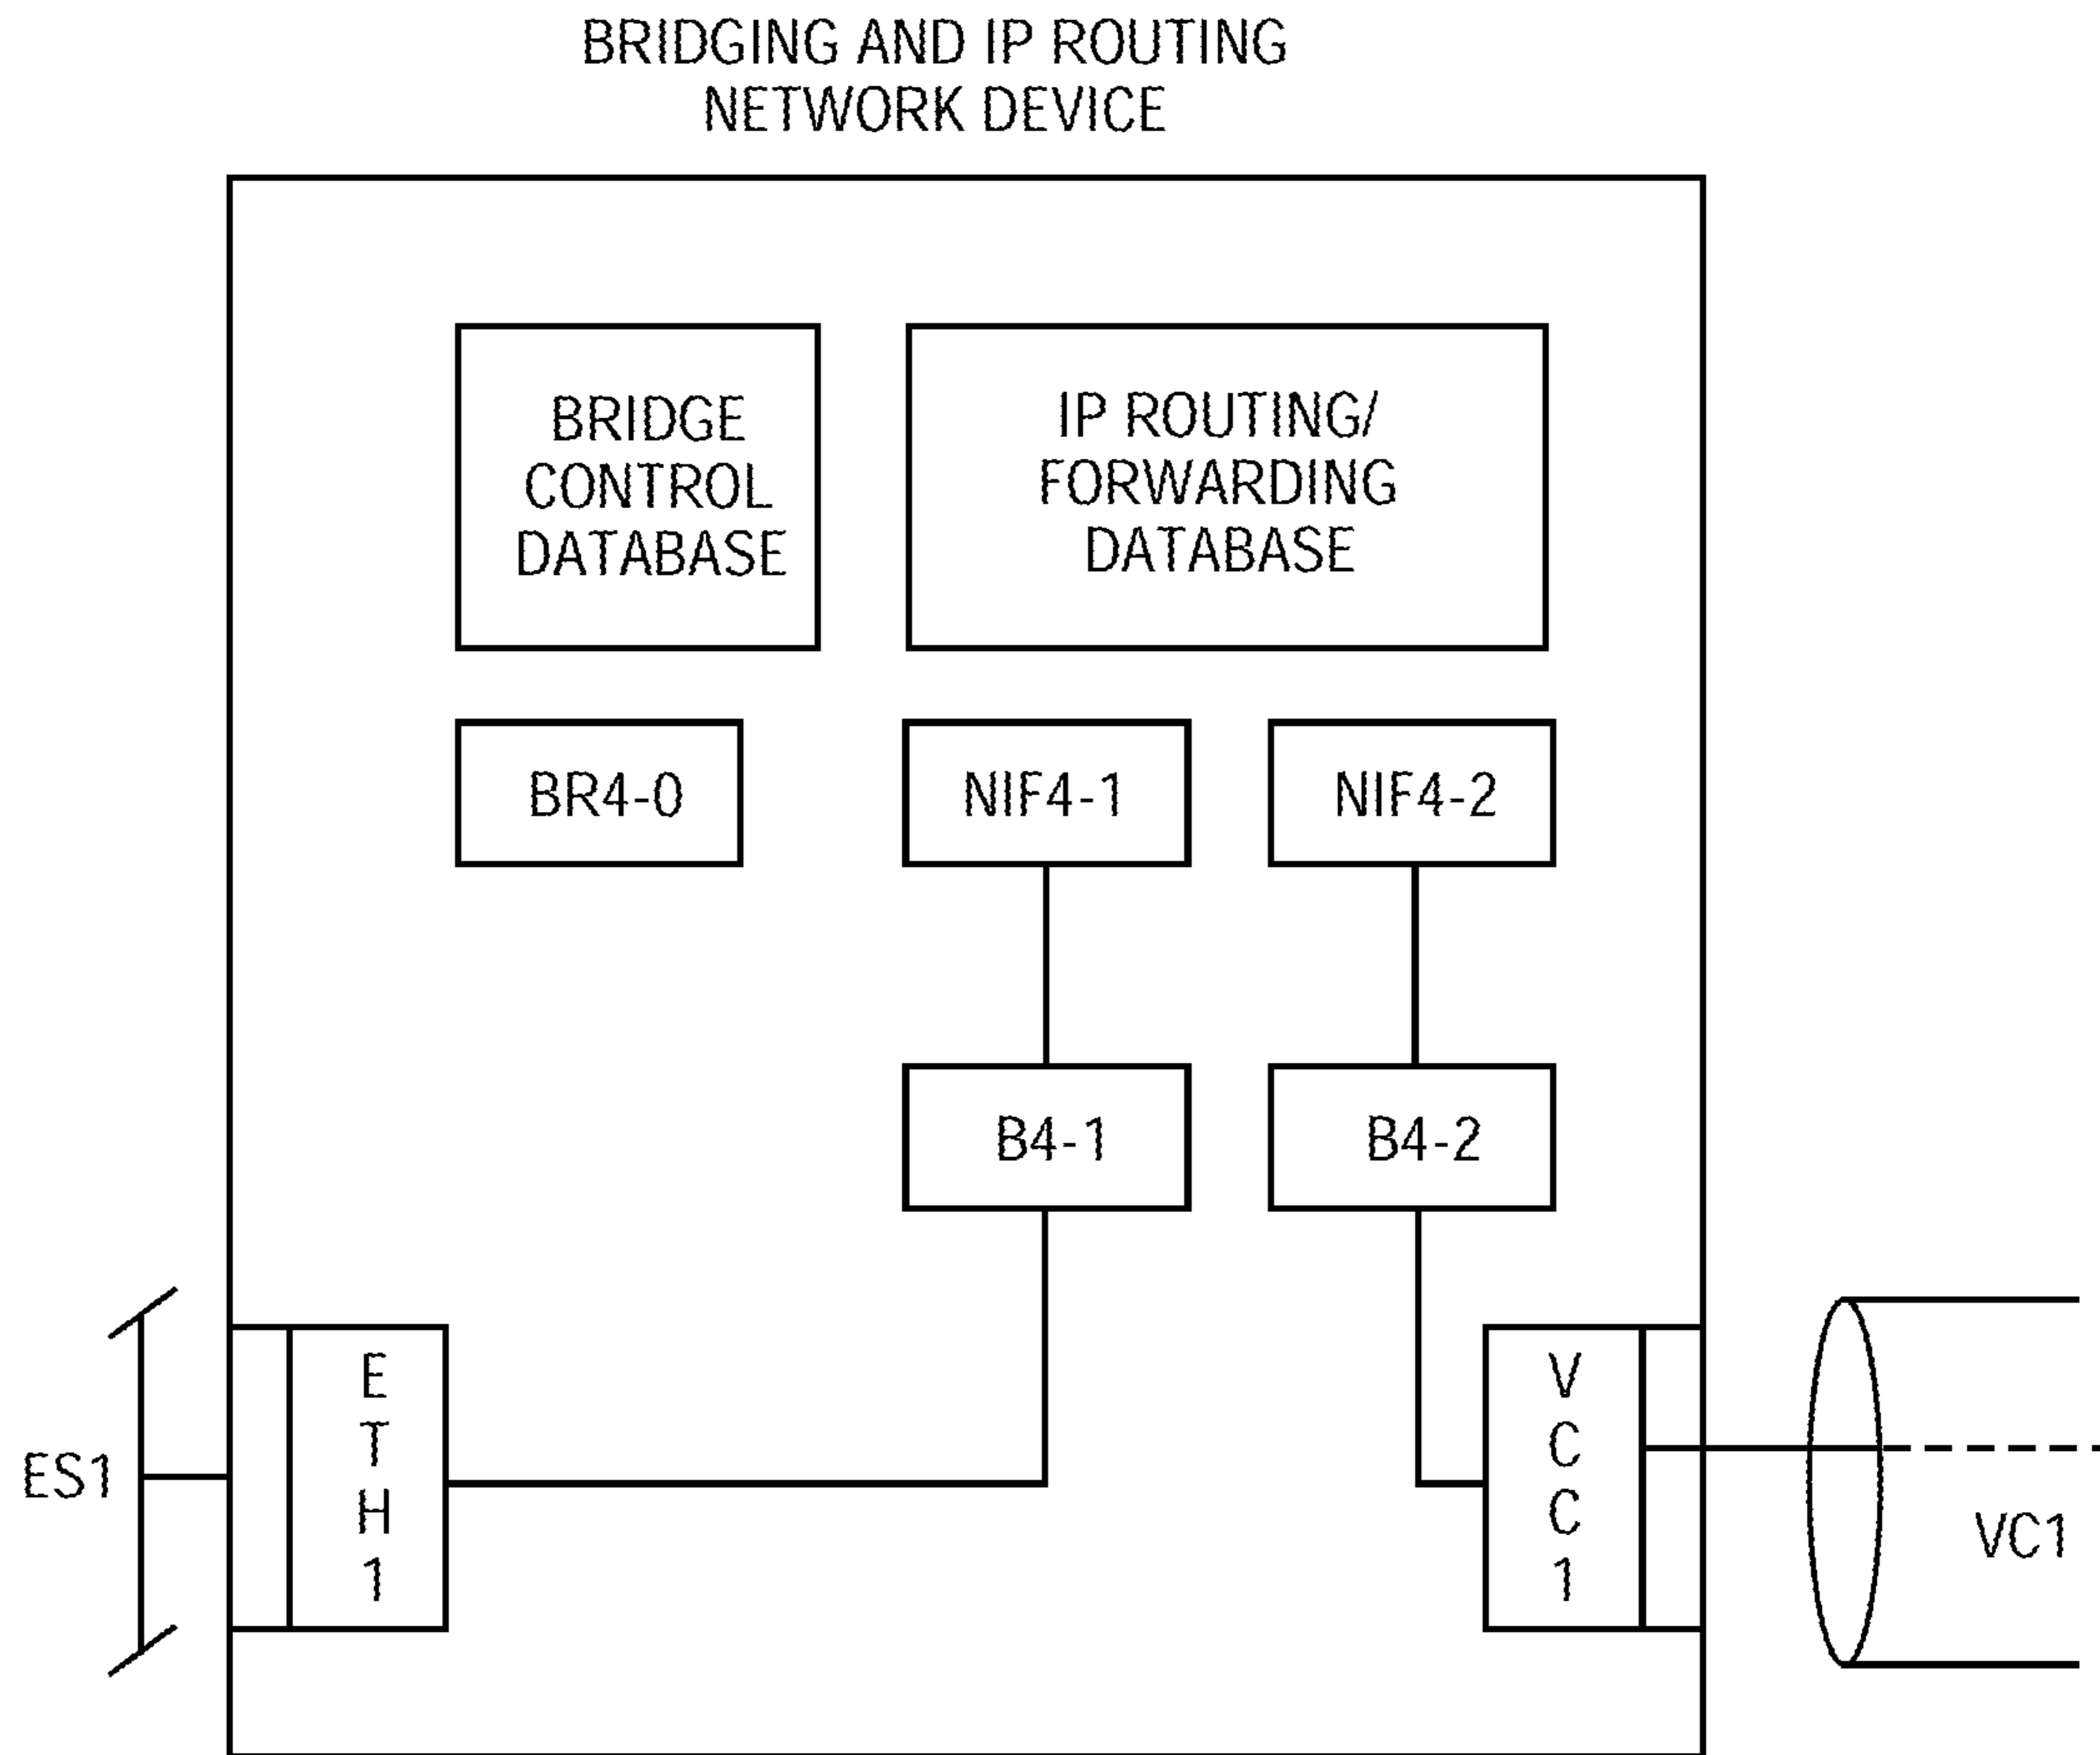 BRIDGING AND IP ROUTING
NETWORK DEVICE
BRIDGE
CONTROL
DATABASE
IP ROUTING/
FORWARDING
DATABASE
BR4-0
NIF4-1
NIF4-2
B4-1
B4-2
ES1
E
T
H
1
V
C
C
1
VC1